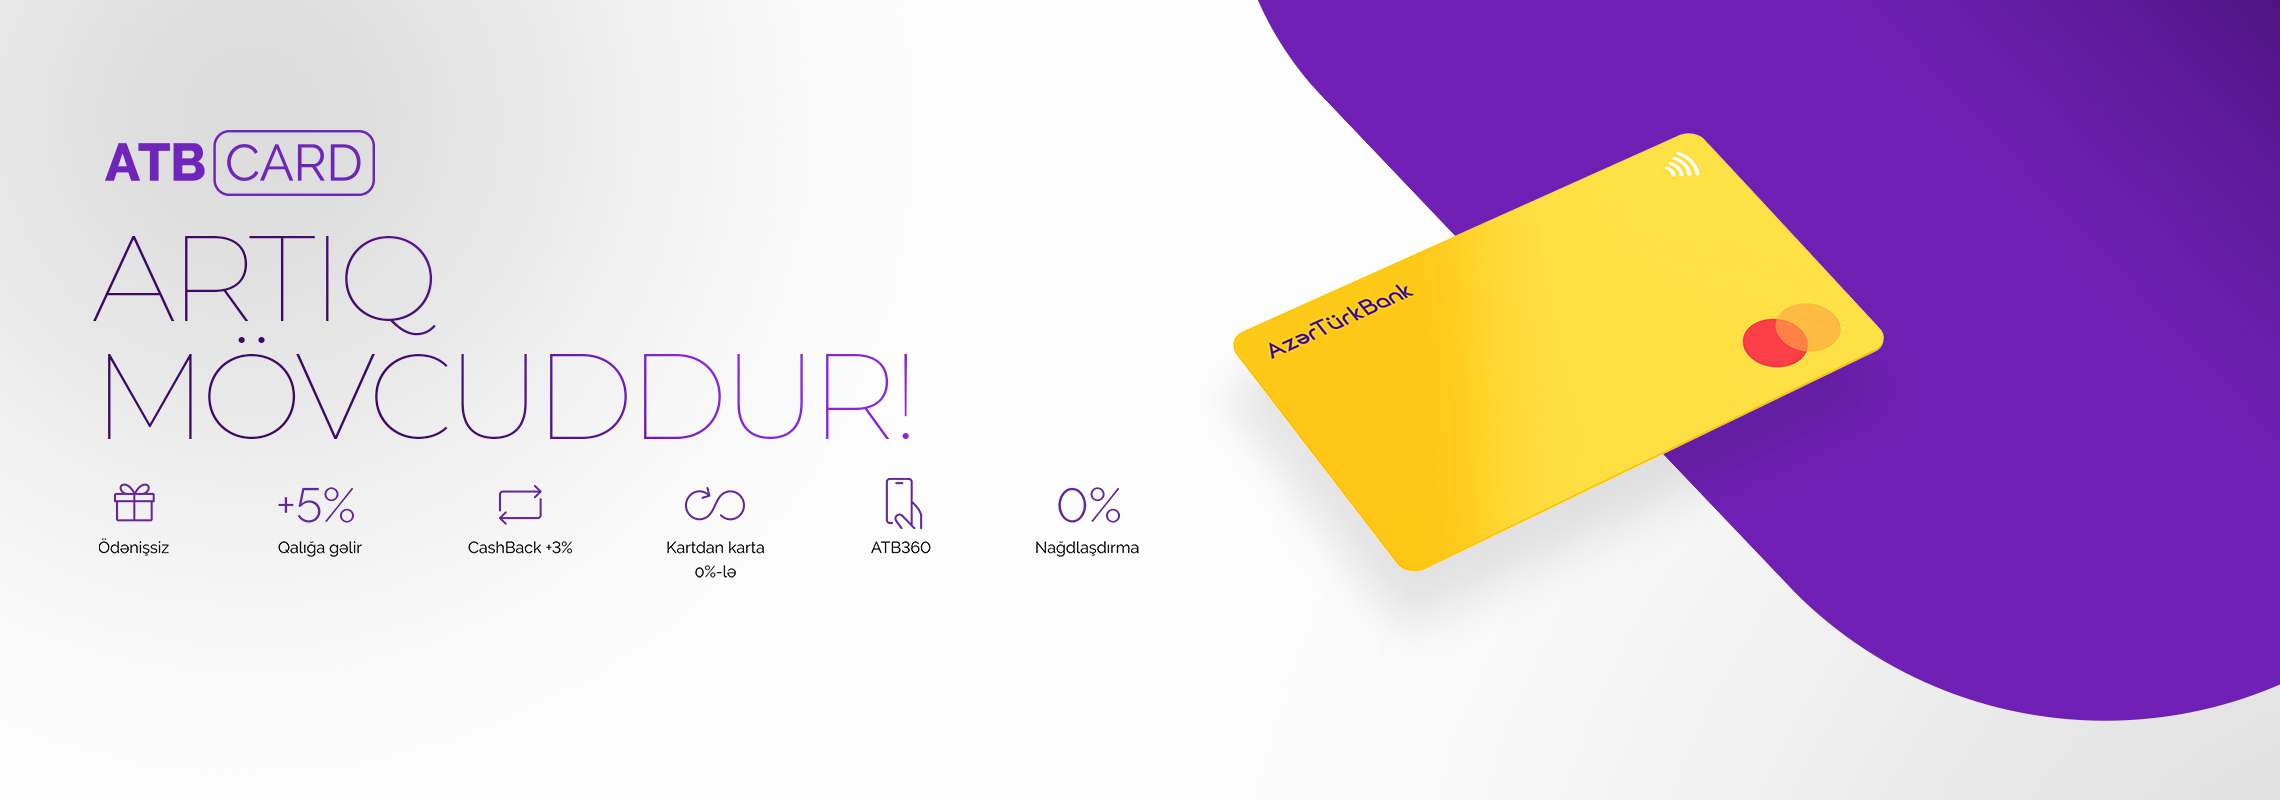 ATB CARD
ARTIQ
MÖVCUDDUR!
+5%
0%
Ödənişsiz
Qalığa gəlir
CashBack +3%
Kartdan karta
0%-lə
ATB360
Nağdlaşdırma
AzərTürkBank